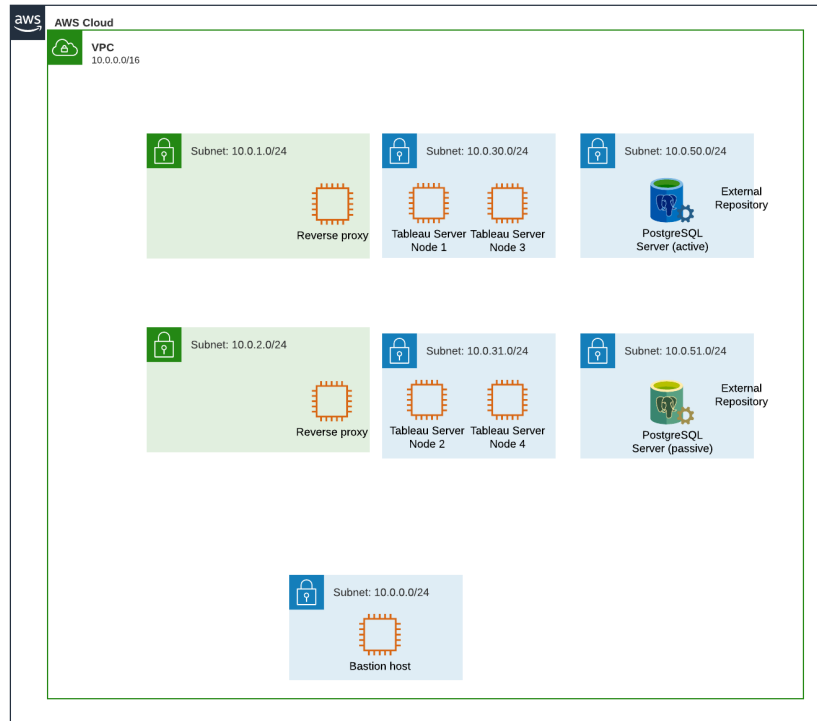 aws
AWS Cloud
VPC
10.0.0.0/16
Subnet: 10.0.1.0/24
Reverse proxy
Subnet: 10.0.30.0/24
Tableau Server
Node 1
Tableau Server
Node 3
Subnet: 10.0.50.0/24
External
Repository
PostgreSQL
Server (active)
Subnet: 10.0.2.0/24
Reverse proxy
Subnet: 10.0.31.0/24
Tableau Server
Node 2
Tableau Server
Node 4
Subnet: 10.0.51.0/24
External
Repository
PostgreSQL
Server (passive)
Subnet: 10.0.0.0/24
Bastion host